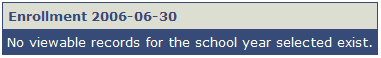 Enrollment 2006-06-30
No viewable records for the school year selected exist.